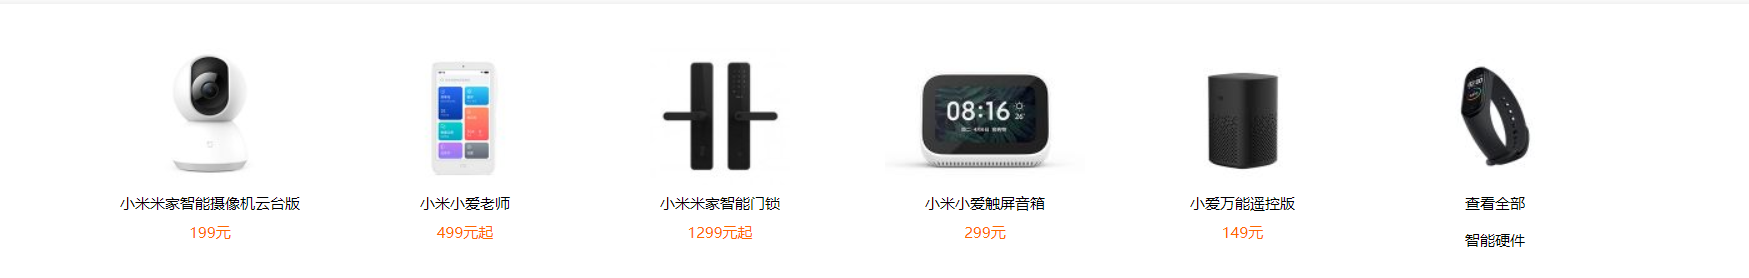 08:16
26°
小米米家智能摄像机云台版
小米小爱老师
小米米家智能门锁
小米小爱触屏音箱
小爱万能遥控版
查看全部
199元
499元起
1299元起
299元
149元
智能硬件